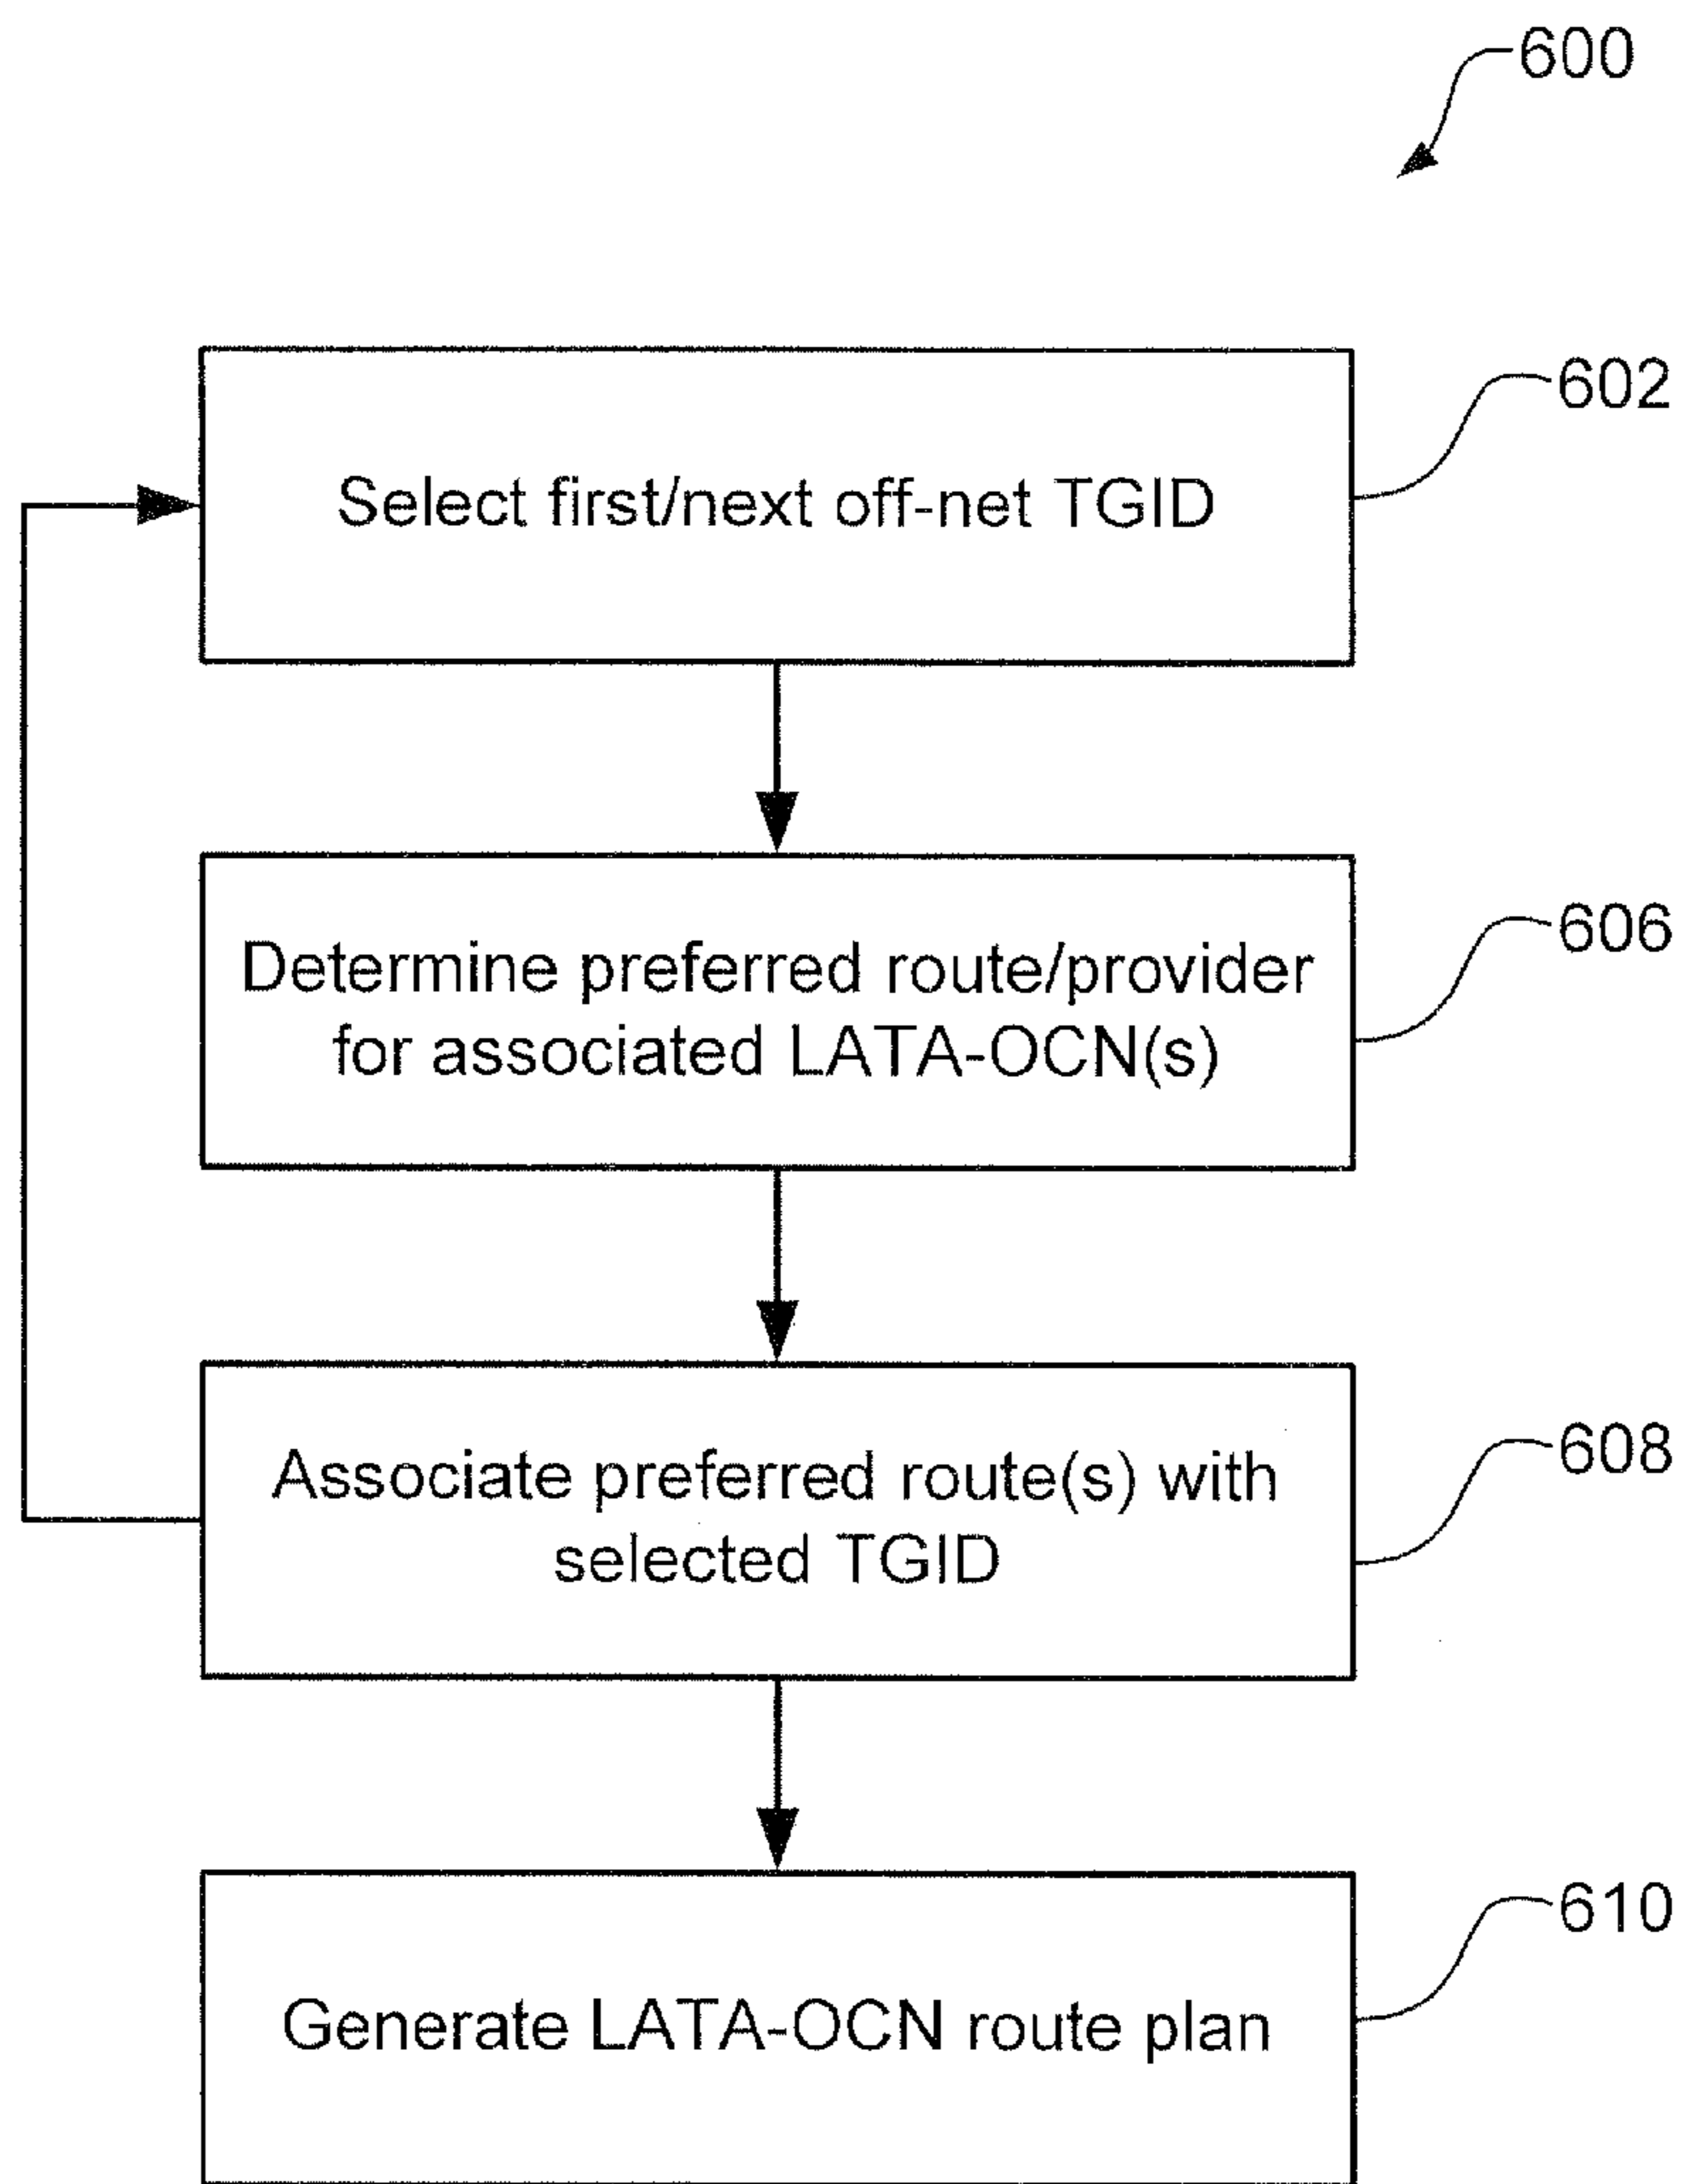 600
602
Select first/next off-net TGID
606
Determine preferred route/provider
for associated LATA-OCN(s)
608
Associate preferred route(s) with
selected TGID
610
Generate LATA-OCN route plan